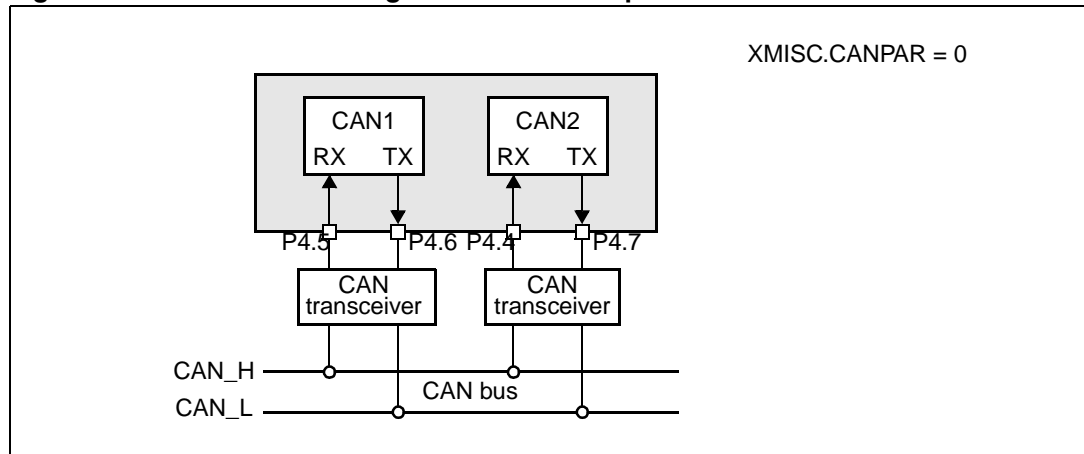 XMISC.CANPAR = 0
CAN1 CAN2
RX TX RX TX
P4.5 P4.6 P4.4 P4.7
CAN CAN
transceiver transceiver
CAN_H
CAN bus
CAN_L